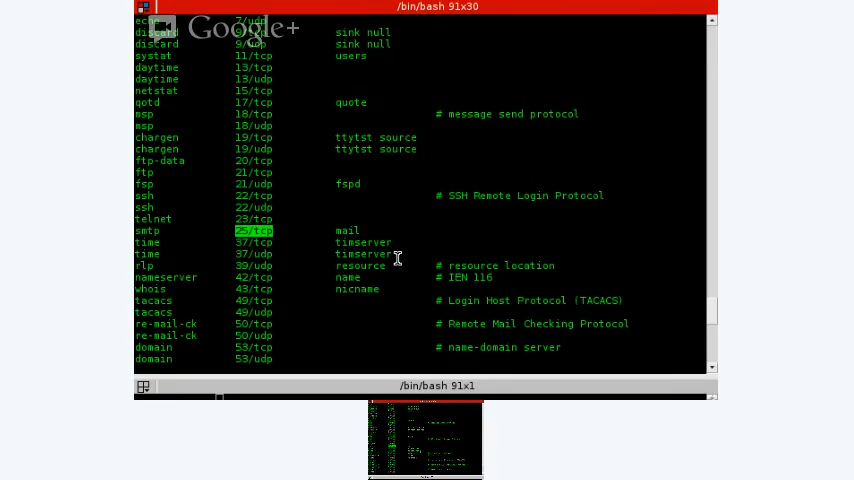 /bin/bash 91x30
echo 7/udp
Google+
discard 9/tcp sink null
discard 9/udp sink null
systat 11/tcp users
daytime 13/tcp
daytime 13/udp
netstat 15/tcp
qotd 17/tcp quote
msp 18/tcp # message send protocol
msp 18/udp
chargen 19/tcp ttytst source
chargen 19/udp ttytst source
ftp-data 20/tcp
ftp 21/tcp
fsp 21/udp fspd
ssh 22/tcp # SSH Remote Login Protocol
ssh 22/udp
telnet 23/tcp
smtp 25/tcp mail
time 37/tcp timserver
time 37/udp timserver
rlp 39/udp resource # resource location
nameserver 42/tcp name # IEN 116
whois 43/tcp nicname
tacacs 49/tcp # Login Host Protocol (TACACS)
tacacs 49/udp
re-mail-ck 50/tcp # Remote Mail Checking Protocol
re-mail-ck 50/udp
domain 53/tcp # name-domain server
domain 53/udp
/bin/bash 91x1